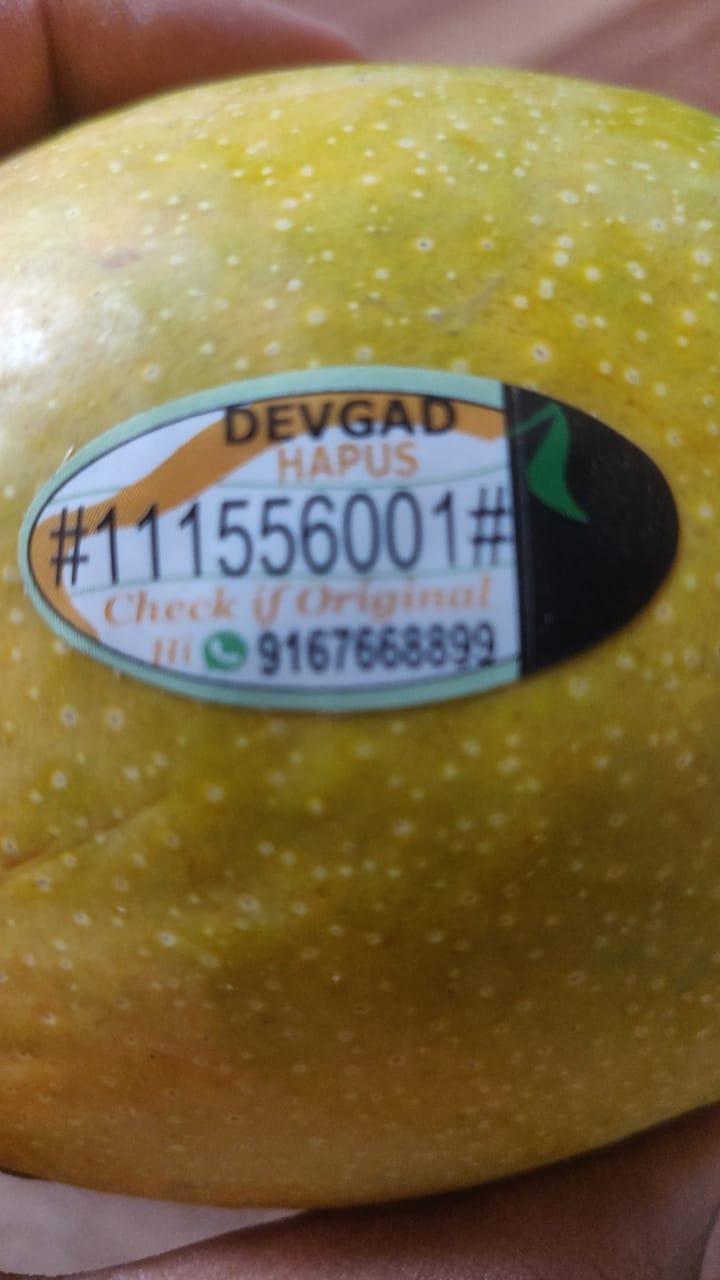 DEVGAD
HAPUS
#111556001#
Check if Original
Hi 9167668899